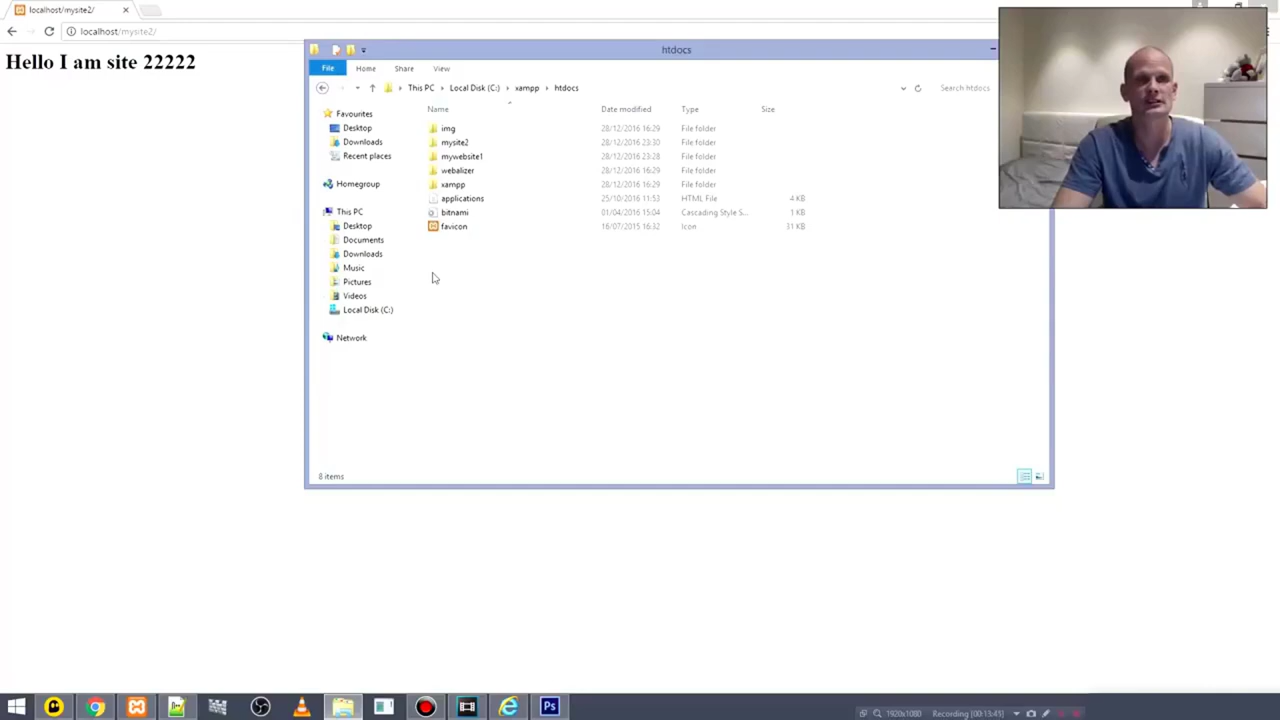 localhost/mysite2/
localhost/mysite2/
Hello I am site 22222
htdocs
File Home Share View
This PC Local Disk (C:) xampp htdocs
Search htdocs
Name Date modified Type Size
Favourites
Desktop
Downloads
Recent places
Homegroup
This PC
Desktop
Documents
Downloads
Music
Pictures
Videos
Local Disk (C:)
Network
img 28/12/2016 16:29 File folder
mysite2 28/12/2016 23:30 File folder
mywebsite1 28/12/2016 23:28 File folder
webalizer 28/12/2016 16:29 File folder
xampp 28/12/2016 16:29 File folder
applications 25/10/2016 11:53 HTML File 4 KB
bitnami 01/04/2016 15:04 Cascading Style S... 1 KB
favicon 16/07/2015 16:32 Icon 31 KB
8 items
Ps
1920x1080 Recording [00:13:45]